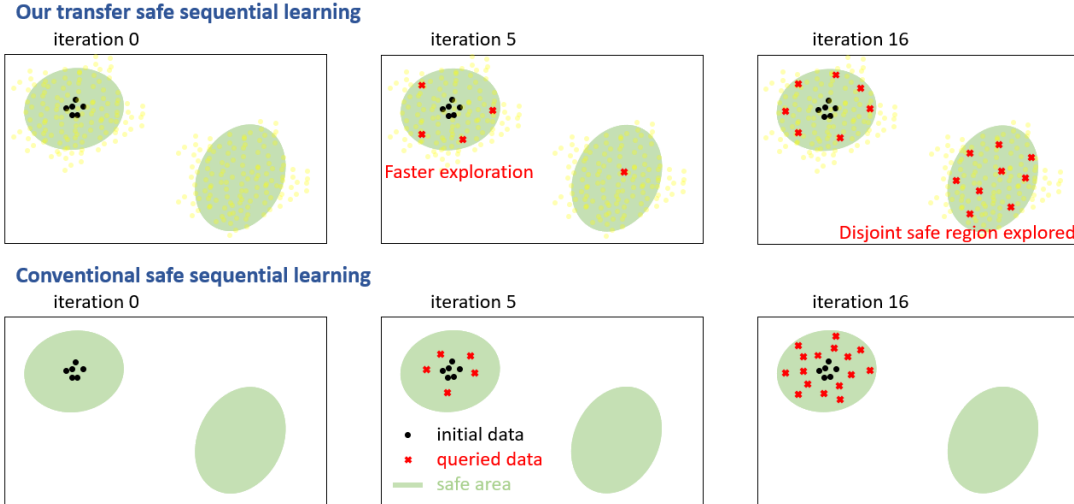 Our transfer safe sequential learning
iteration 0
iteration 5
iteration 16
Faster exploration
Disjoint safe region explored
Conventional safe sequential learning
iteration 0
iteration 5
iteration 16
initial data
queried data
safe area